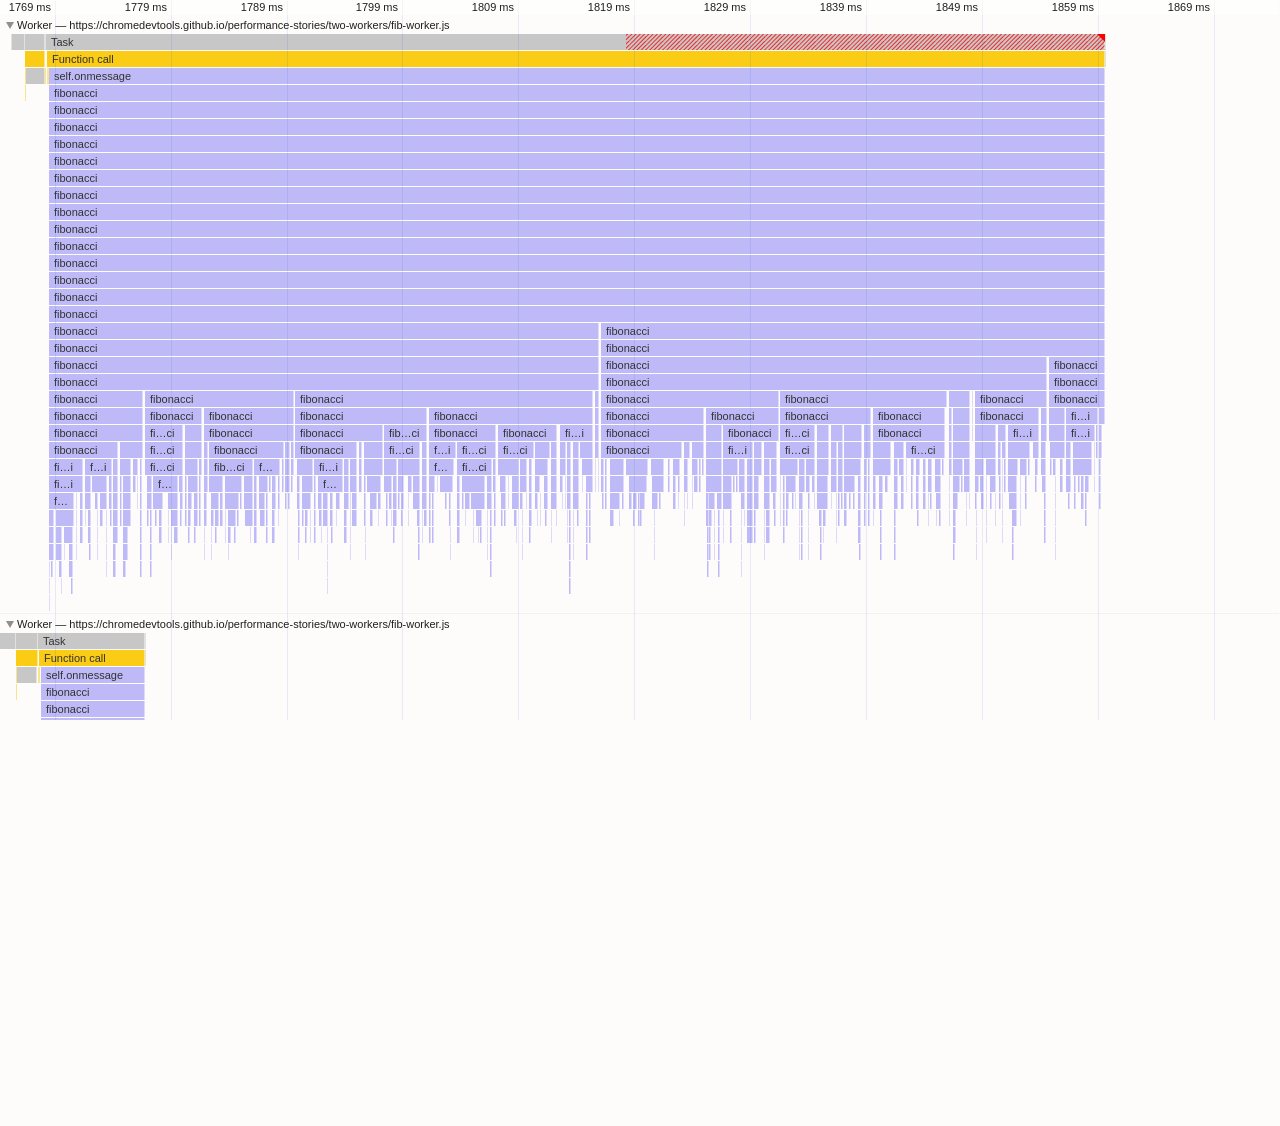 1769 ms 1779 ms 1789 ms 1799 ms 1809 ms 1819 ms 1829 ms 1839 ms 1849 ms 1859 ms 1869 ms
Worker — https://chromedevtools.github.io/performance-stories/two-workers/fib-worker.js
Task
Function call
self.onmessage
fibonacci
fibonacci
fibonacci
fibonacci
fibonacci
fibonacci
fibonacci
fibonacci
fibonacci
fibonacci
fibonacci
fibonacci
fibonacci
fibonacci
fibonacci fibonacci
fibonacci fibonacci
fibonacci fibonacci
fibonacci fibonacci fibonacci
fibonacci fibonacci fibonacci fibonacci fibonacci fibonacci fibonacci
fibonacci fibonacci fibonacci fibonacci fibonacci fibonacci fibonacci fibonacci fibonacci fibonacci fi…i
fibonacci fi…ci fibonacci fibonacci fib…ci fibonacci fibonacci fi…i fibonacci fibonacci fi…ci fibonacci fi…i fi…i
fibonacci fi…ci fibonacci fibonacci fi…ci f…i fi…ci fi…ci fibonacci fi…i fi…ci fi…ci
fi…i f…i fi…ci fib…ci f… fi…i f… fi…ci
fi…i f… f…
f…
Worker — https://chromedevtools.github.io/performance-stories/two-workers/fib-worker.js
Task
Function call
self.onmessage
fibonacci
fibonacci